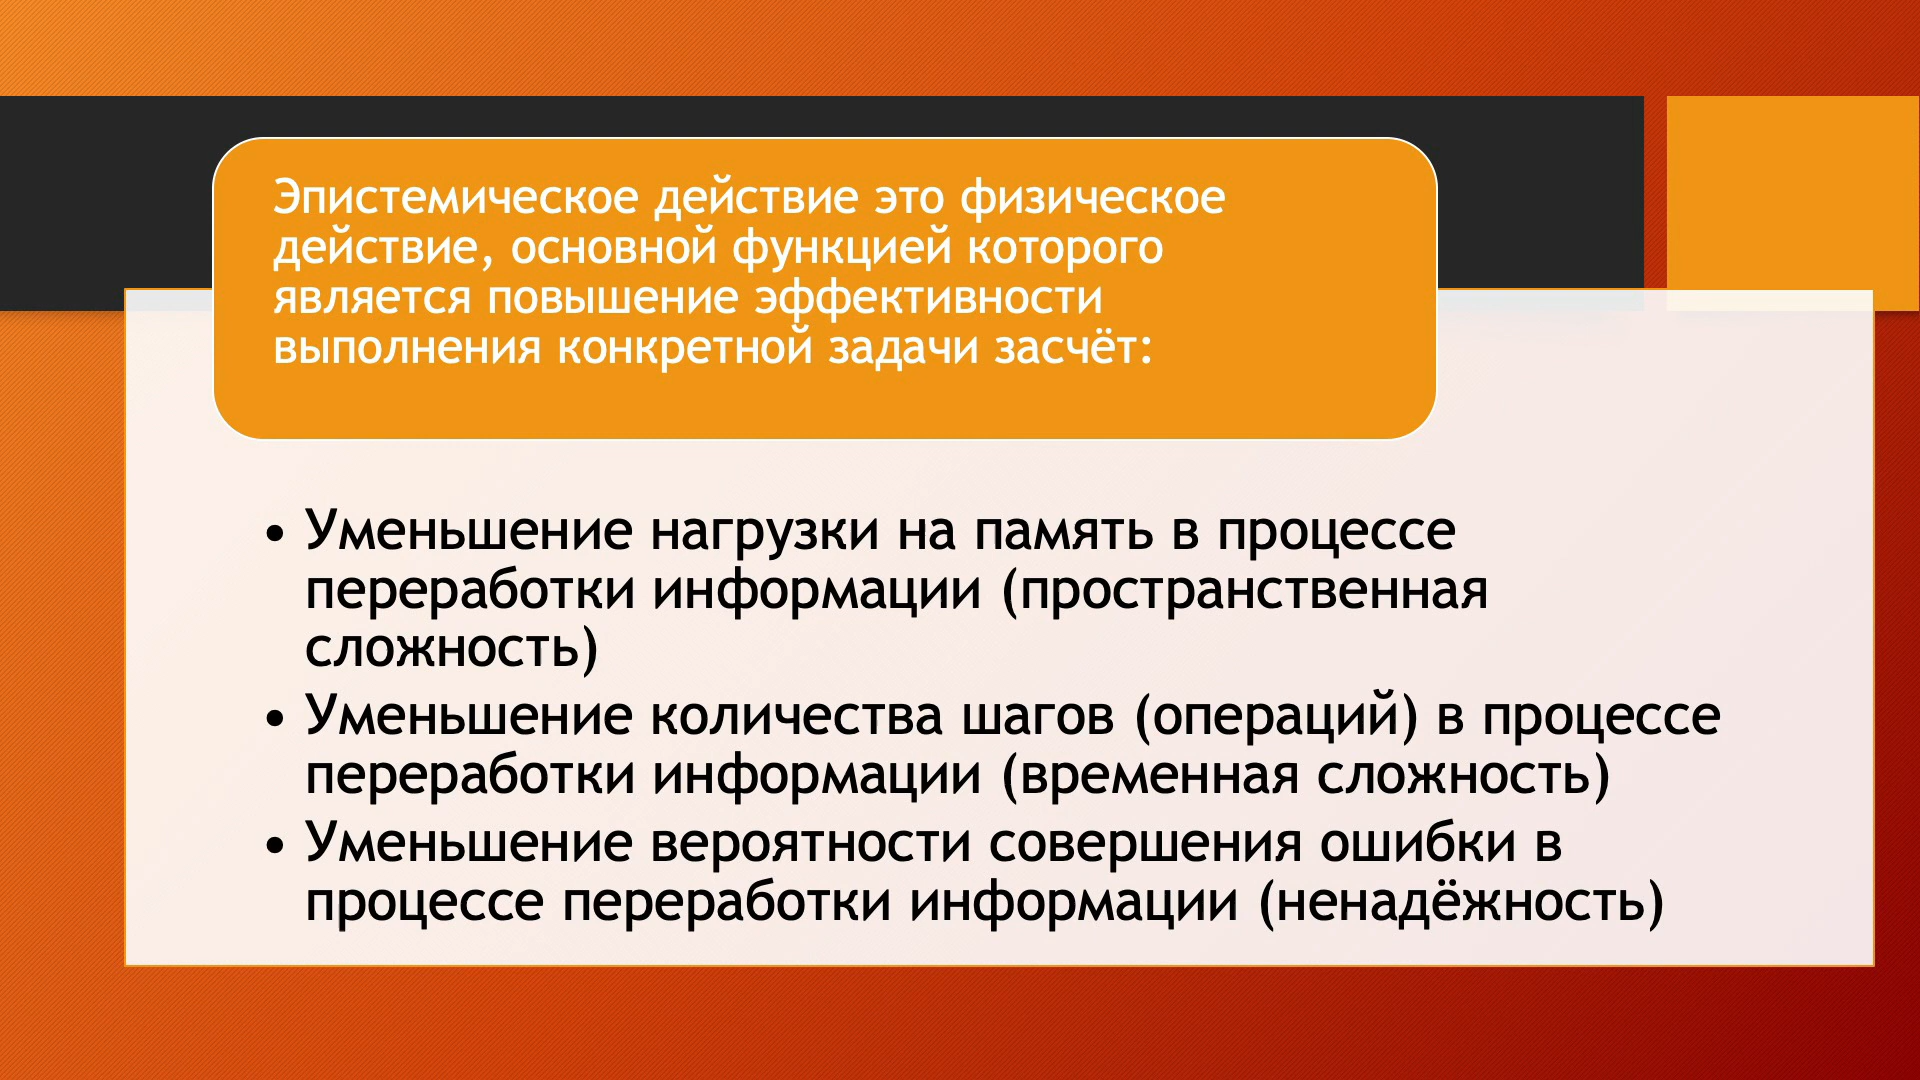 Эпистемическое действие это физическое
действие, основной функцией которого
является повышение эффективности
выполнения конкретной задачи засчёт:
• Уменьшение нагрузки на память в процессе
переработки информации (пространственная
сложность)
• Уменьшение количества шагов (операций) в процессе
переработки информации (временная сложность)
• Уменьшение вероятности совершения ошибки в
процессе переработки информации (ненадёжность)